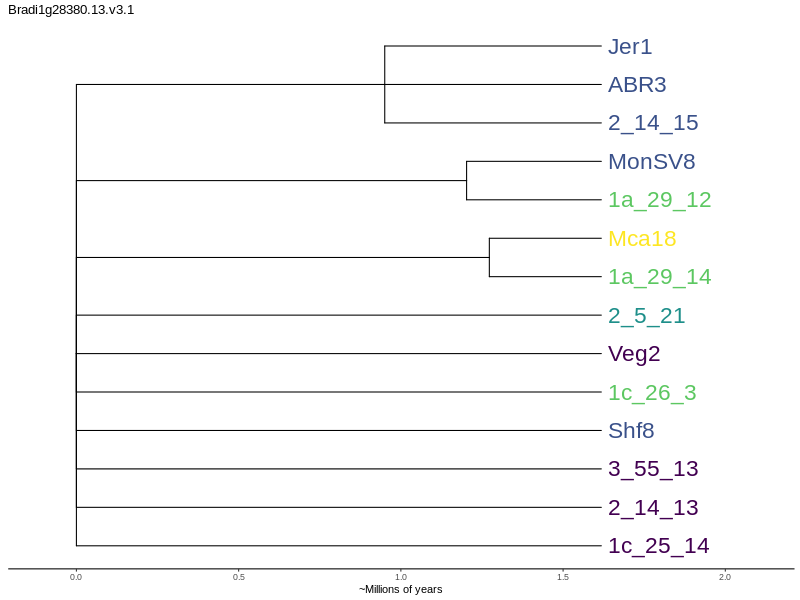 Bradi1g28380.13.v3.1
Jer1
ABR3
2_14_15
MonSV8
1a_29_12
Mca18
1a_29_14
2_5_21
Veg2
1c_26_3
Shf8
3_55_13
2_14_13
1c_25_14
0.0 0.5 1.0 1.5 2.0
~Millions of years